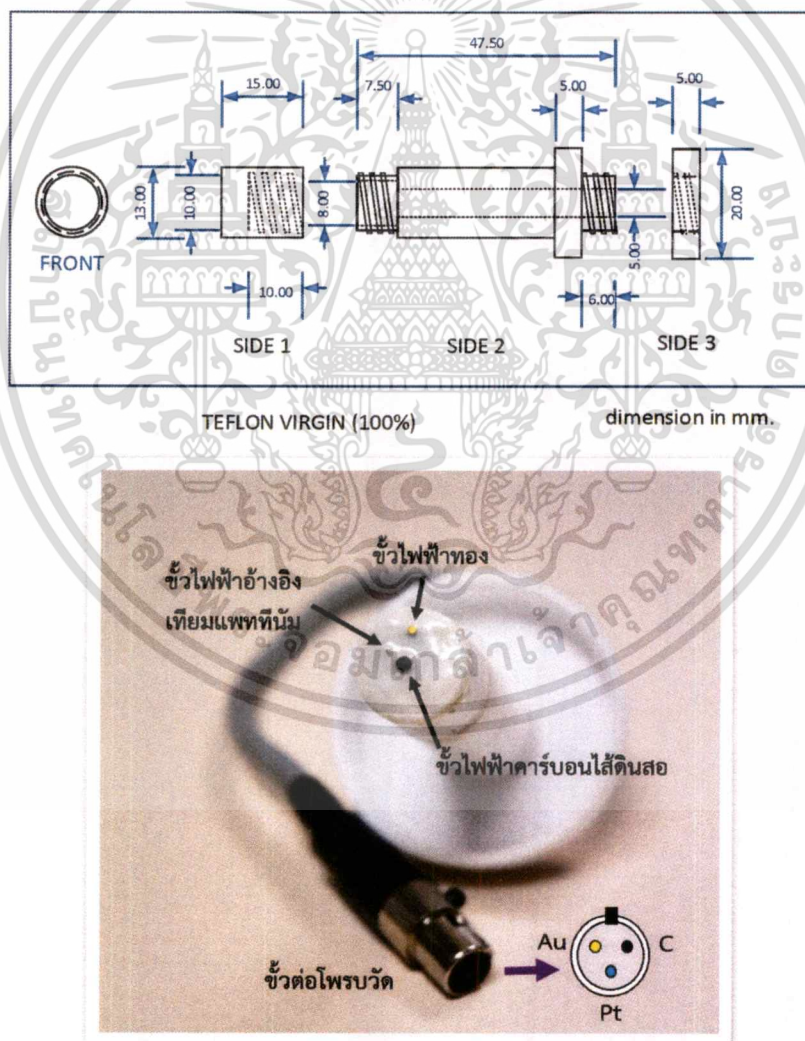 47.50
15.00
7.50
5.00
5.00
13.00
10.00
8.00
5.00
20.00
FRONT
10.00
6.00
SIDE 1
SIDE 2
SIDE 3
TEFLON VIRGIN (100%)
dimension in mm.
ขั้วไฟฟ้าทอง
ขั้วไฟฟ้าอ้างอิง
เทียมแพททีนัม
ขั้วไฟฟ้าคาร์บอนไส้ดินสอ
ขั้วต่อโพรบวัด
Au
C
Pt